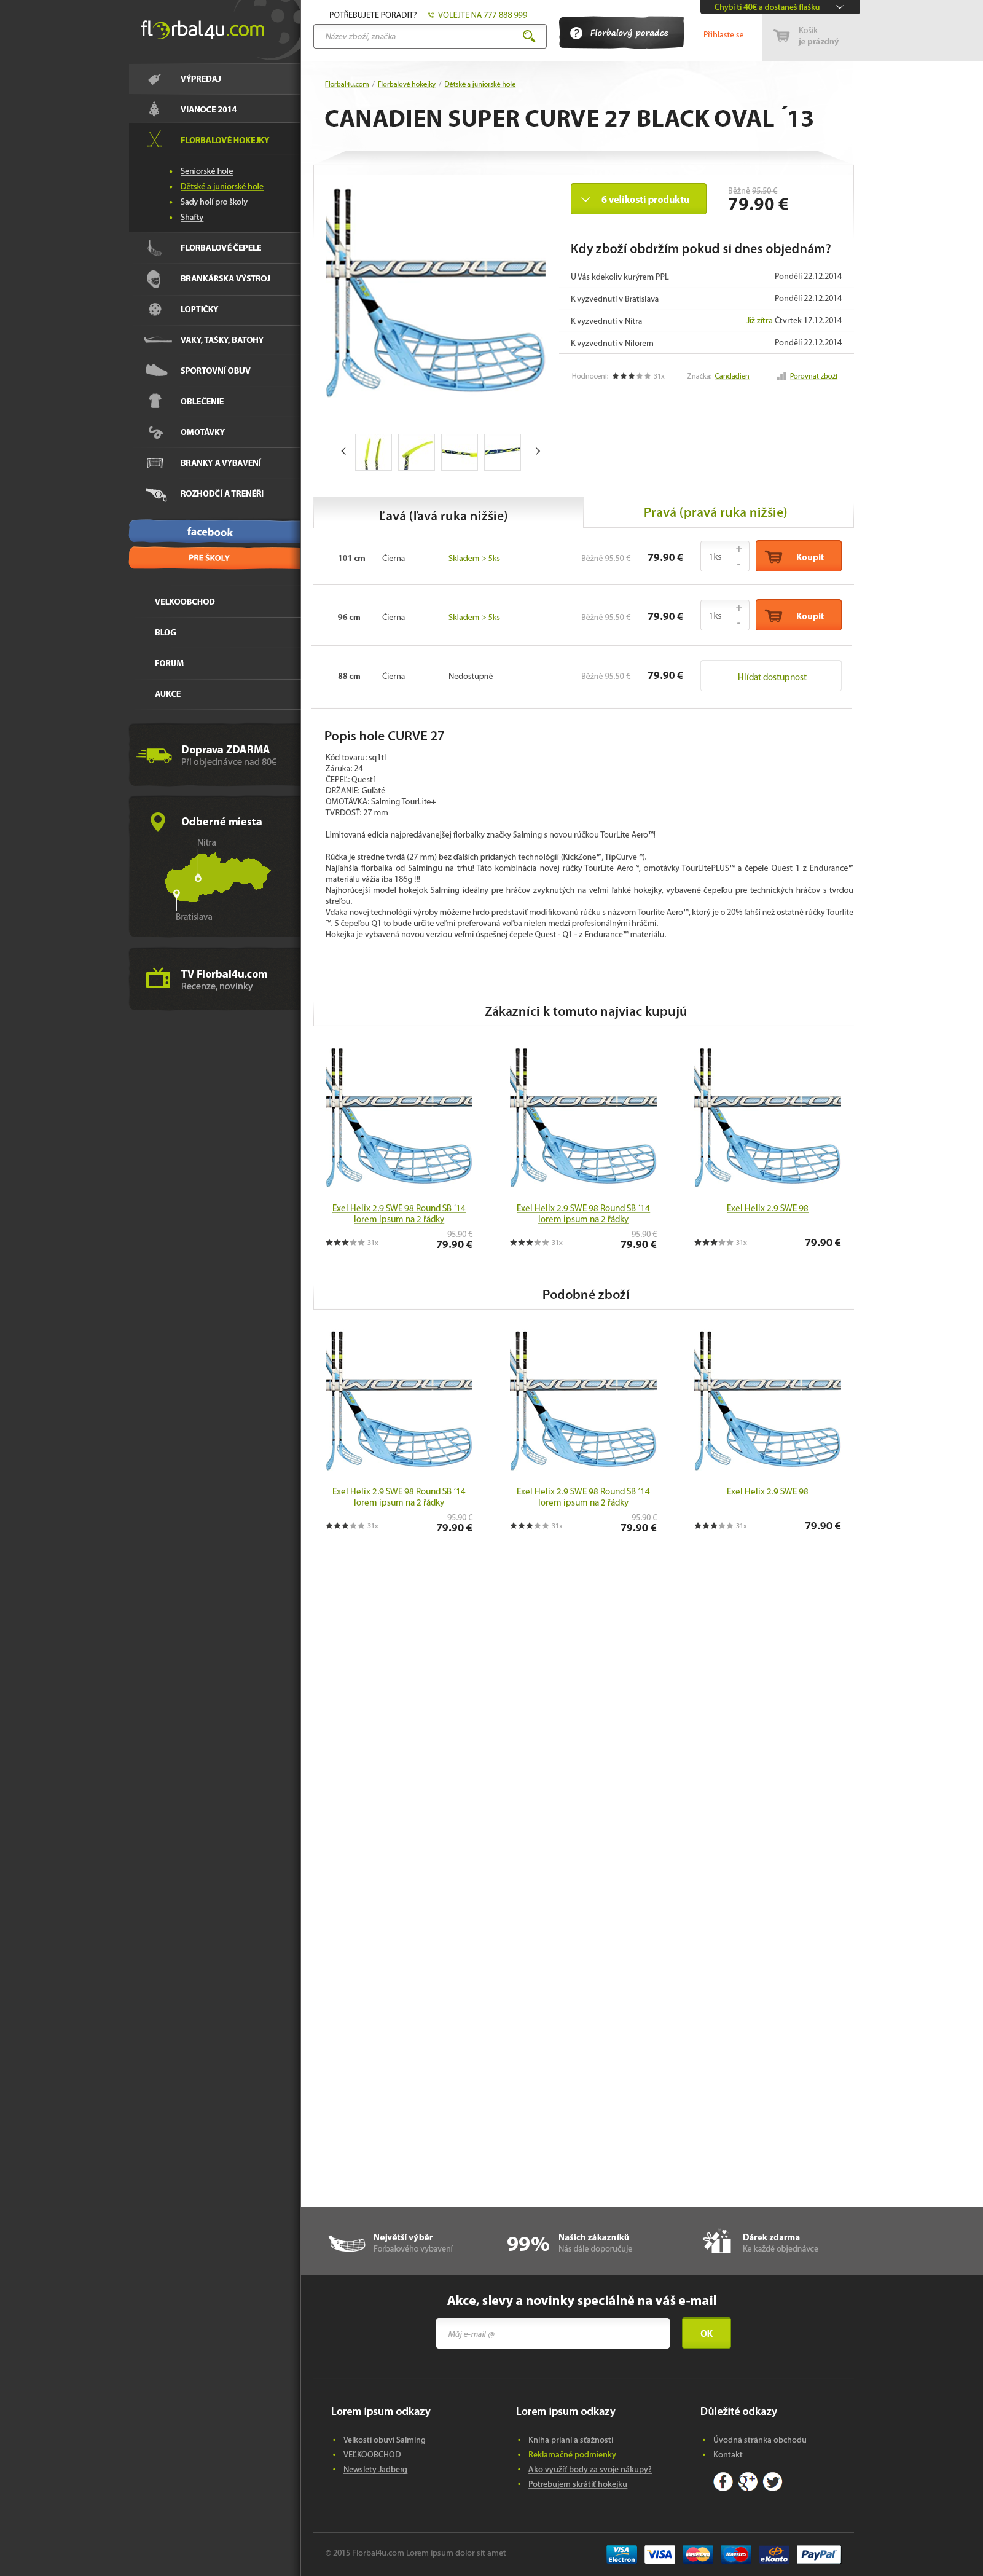 florbal4u.com
POTŘEBUJETE PORADIT? VOLEJTE NA 777 888 999
Název zboží, značka
Florbalový poradce
Přihlaste se
Chybí ti 40€ a dostaneš flašku
Košík
je prázdný
VÝPREDAJ
VIANOCE 2014
FLORBALOVÉ HOKEJKY
Seniorské hole
Dětské a juniorské hole
Sady holí pro školy
Shafty
FLORBALOVÉ ČEPELE
BRANKÁRSKA VÝSTROJ
LOPTIČKY
VAKY, TAŠKY, BATOHY
SPORTOVNÍ OBUV
OBLEČENIE
OMOTÁVKY
BRANKY A VYBAVENÍ
ROZHODČÍ A TRENÉŘI
facebook
PRE ŠKOLY
VELKOOBCHOD
BLOG
FORUM
AUKCE
Doprava ZDARMA
Při objednávce nad 80€
Odberné miesta
Nitra
Bratislava
TV Florbal4u.com
Recenze, novinky
Florbal4u.com / Florbalové hokejky / Dětské a juniorské hole
CANADIEN SUPER CURVE 27 BLACK OVAL ´13
6 velikosti produktu
Běžně 95.50 €
79.90 €
Kdy zboží obdržím pokud si dnes objednám?
U Vás kdekoliv kurýrem PPL Pondělí 22.12.2014
K vyzvednutí v Bratislava Pondělí 22.12.2014
K vyzvednutí v Nitra Již zítra Čtvrtek 17.12.2014
K vyzvednutí v Nilorem Pondělí 22.12.2014
Hodnocení: 31x Značka: Candadien Porovnat zboží
Ľavá (ľavá ruka nižšie) Pravá (pravá ruka nižšie)
101 cm Čierna Skladem > 5ks Běžně 95.50 € 79.90 € 1ks + - Koupit
96 cm Čierna Skladem > 5ks Běžně 95.50 € 79.90 € 1ks + - Koupit
88 cm Čierna Nedostupné Běžně 95.50 € 79.90 € Hlídat dostupnost
Popis hole CURVE 27
Kód tovaru: sq1tl
Záruka: 24
ČEPEĽ: Quest1
DRŽANIE: Guľaté
OMOTÁVKA: Salming TourLite+
TVRDOSŤ: 27 mm
Limitovaná edícia najpredávanejšej florbalky značky Salming s novou rúčkou TourLite Aero™!
Rúčka je stredne tvrdá (27 mm) bez ďalších pridaných technológií (KickZone™, TipCurve™).
Najľahšia florbalka od Salmingu na trhu! Táto kombinácia novej rúčky TourLite Aero™, omotávky TourLitePLUS™ a čepele Quest 1 z Endurance™
materiálu vážia iba 186g !!!
Najhorúcejší model hokejok Salming ideálny pre hráčov zvyknutých na veľmi ľahké hokejky, vybavené čepeľou pre technických hráčov s tvrdou
streľou.
Vďaka novej technológii výroby môžeme hrdo predstaviť modifikovanú rúčku s názvom Tourlite Aero™, ktorý je o 20% ľahší než ostatné rúčky Tourlite
™. S čepeľou Q1 to bude určite veľmi preferovaná voľba nielen medzi profesionálnymi hráčmi.
Hokejka je vybavená novou verziou veľmi úspešnej čepele Quest - Q1 - z Endurance™ materiálu.
Zákazníci k tomuto najviac kupujú
Exel Helix 2.9 SWE 98 Round SB ´14
lorem ipsum na 2 řádky
31x 95.90 €
79.90 €
Exel Helix 2.9 SWE 98 Round SB ´14
lorem ipsum na 2 řádky
31x 95.90 €
79.90 €
Exel Helix 2.9 SWE 98
31x 79.90 €
Podobné zboží
Exel Helix 2.9 SWE 98 Round SB ´14
lorem ipsum na 2 řádky
31x 95.90 €
79.90 €
Exel Helix 2.9 SWE 98 Round SB ´14
lorem ipsum na 2 řádky
31x 95.90 €
79.90 €
Exel Helix 2.9 SWE 98
31x 79.90 €
Největší výběr
Forbalového vybavení
99% Našich zákazníků
Nás dále doporučuje
Dárek zdarma
Ke každé objednávce
Akce, slevy a novinky speciálně na váš e-mail
Můj e-mail @
OK
Lorem ipsum odkazy
Veľkosti obuvi Salming
VEĽKOOBCHOD
Newslety Jadberg
Lorem ipsum odkazy
Kniha prianí a sťažností
Reklamačné podmienky
Ako využiť body za svoje nákupy?
Potrebujem skrátiť hokejku
Důležité odkazy
Úvodná stránka obchodu
Kontakt
© 2015 Florbal4u.com Lorem ipsum dolor sit amet
VISA Electron
VISA
MasterCard
Maestro
eKonto
PayPal